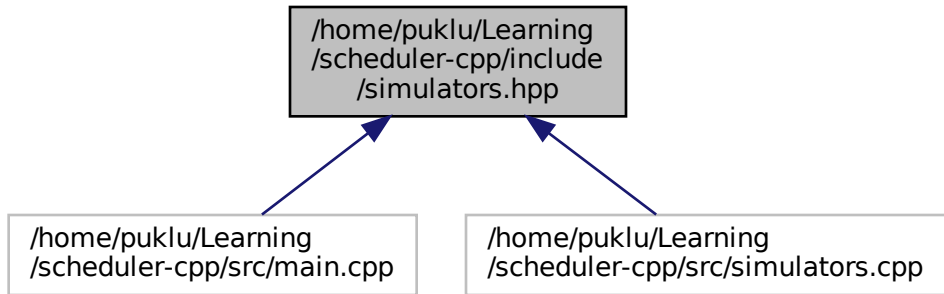 /home/puklu/Learning
/scheduler-cpp/include
/simulators.hpp
/home/puklu/Learning
/scheduler-cpp/src/main.cpp
/home/puklu/Learning
/scheduler-cpp/src/simulators.cpp